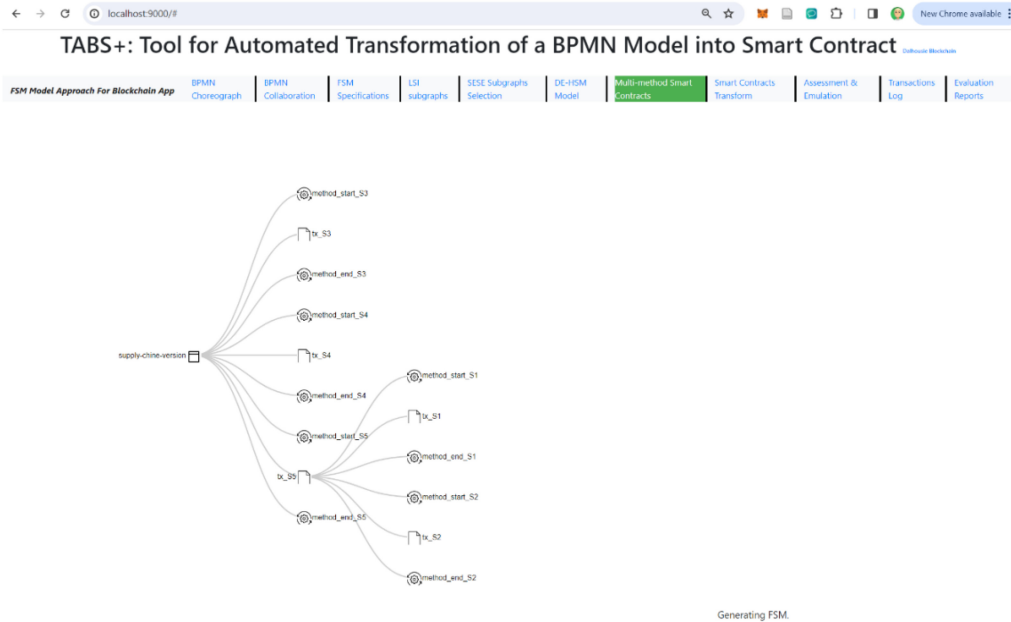 localhost:9000/#
New Chrome available
TABS+: Tool for Automated Transformation of a BPMN Model into Smart Contract Dalhousie Blockchain
FSM Model Approach For Blockchain App
BPMN
Choreograph
BPMN
Collaboration
FSM
Specifications
LSI
subgraphs
SESE Subgraphs
Selection
DE-HSM
Model
Multi-method Smart
Contracts
Smart Contracts
Transform
Assessment &
Emulation
Transactions
Log
Evaluation
Reports
method_start_S3
tx_S3
method_end_S3
method_start_S4
supply-chine-version
tx_S4
method_start_S1
method_end_S4
tx_S1
method_start_S5
method_end_S1
tx_S5
method_start_S2
method_end_S5
tx_S2
method_end_S2
Generating FSM.